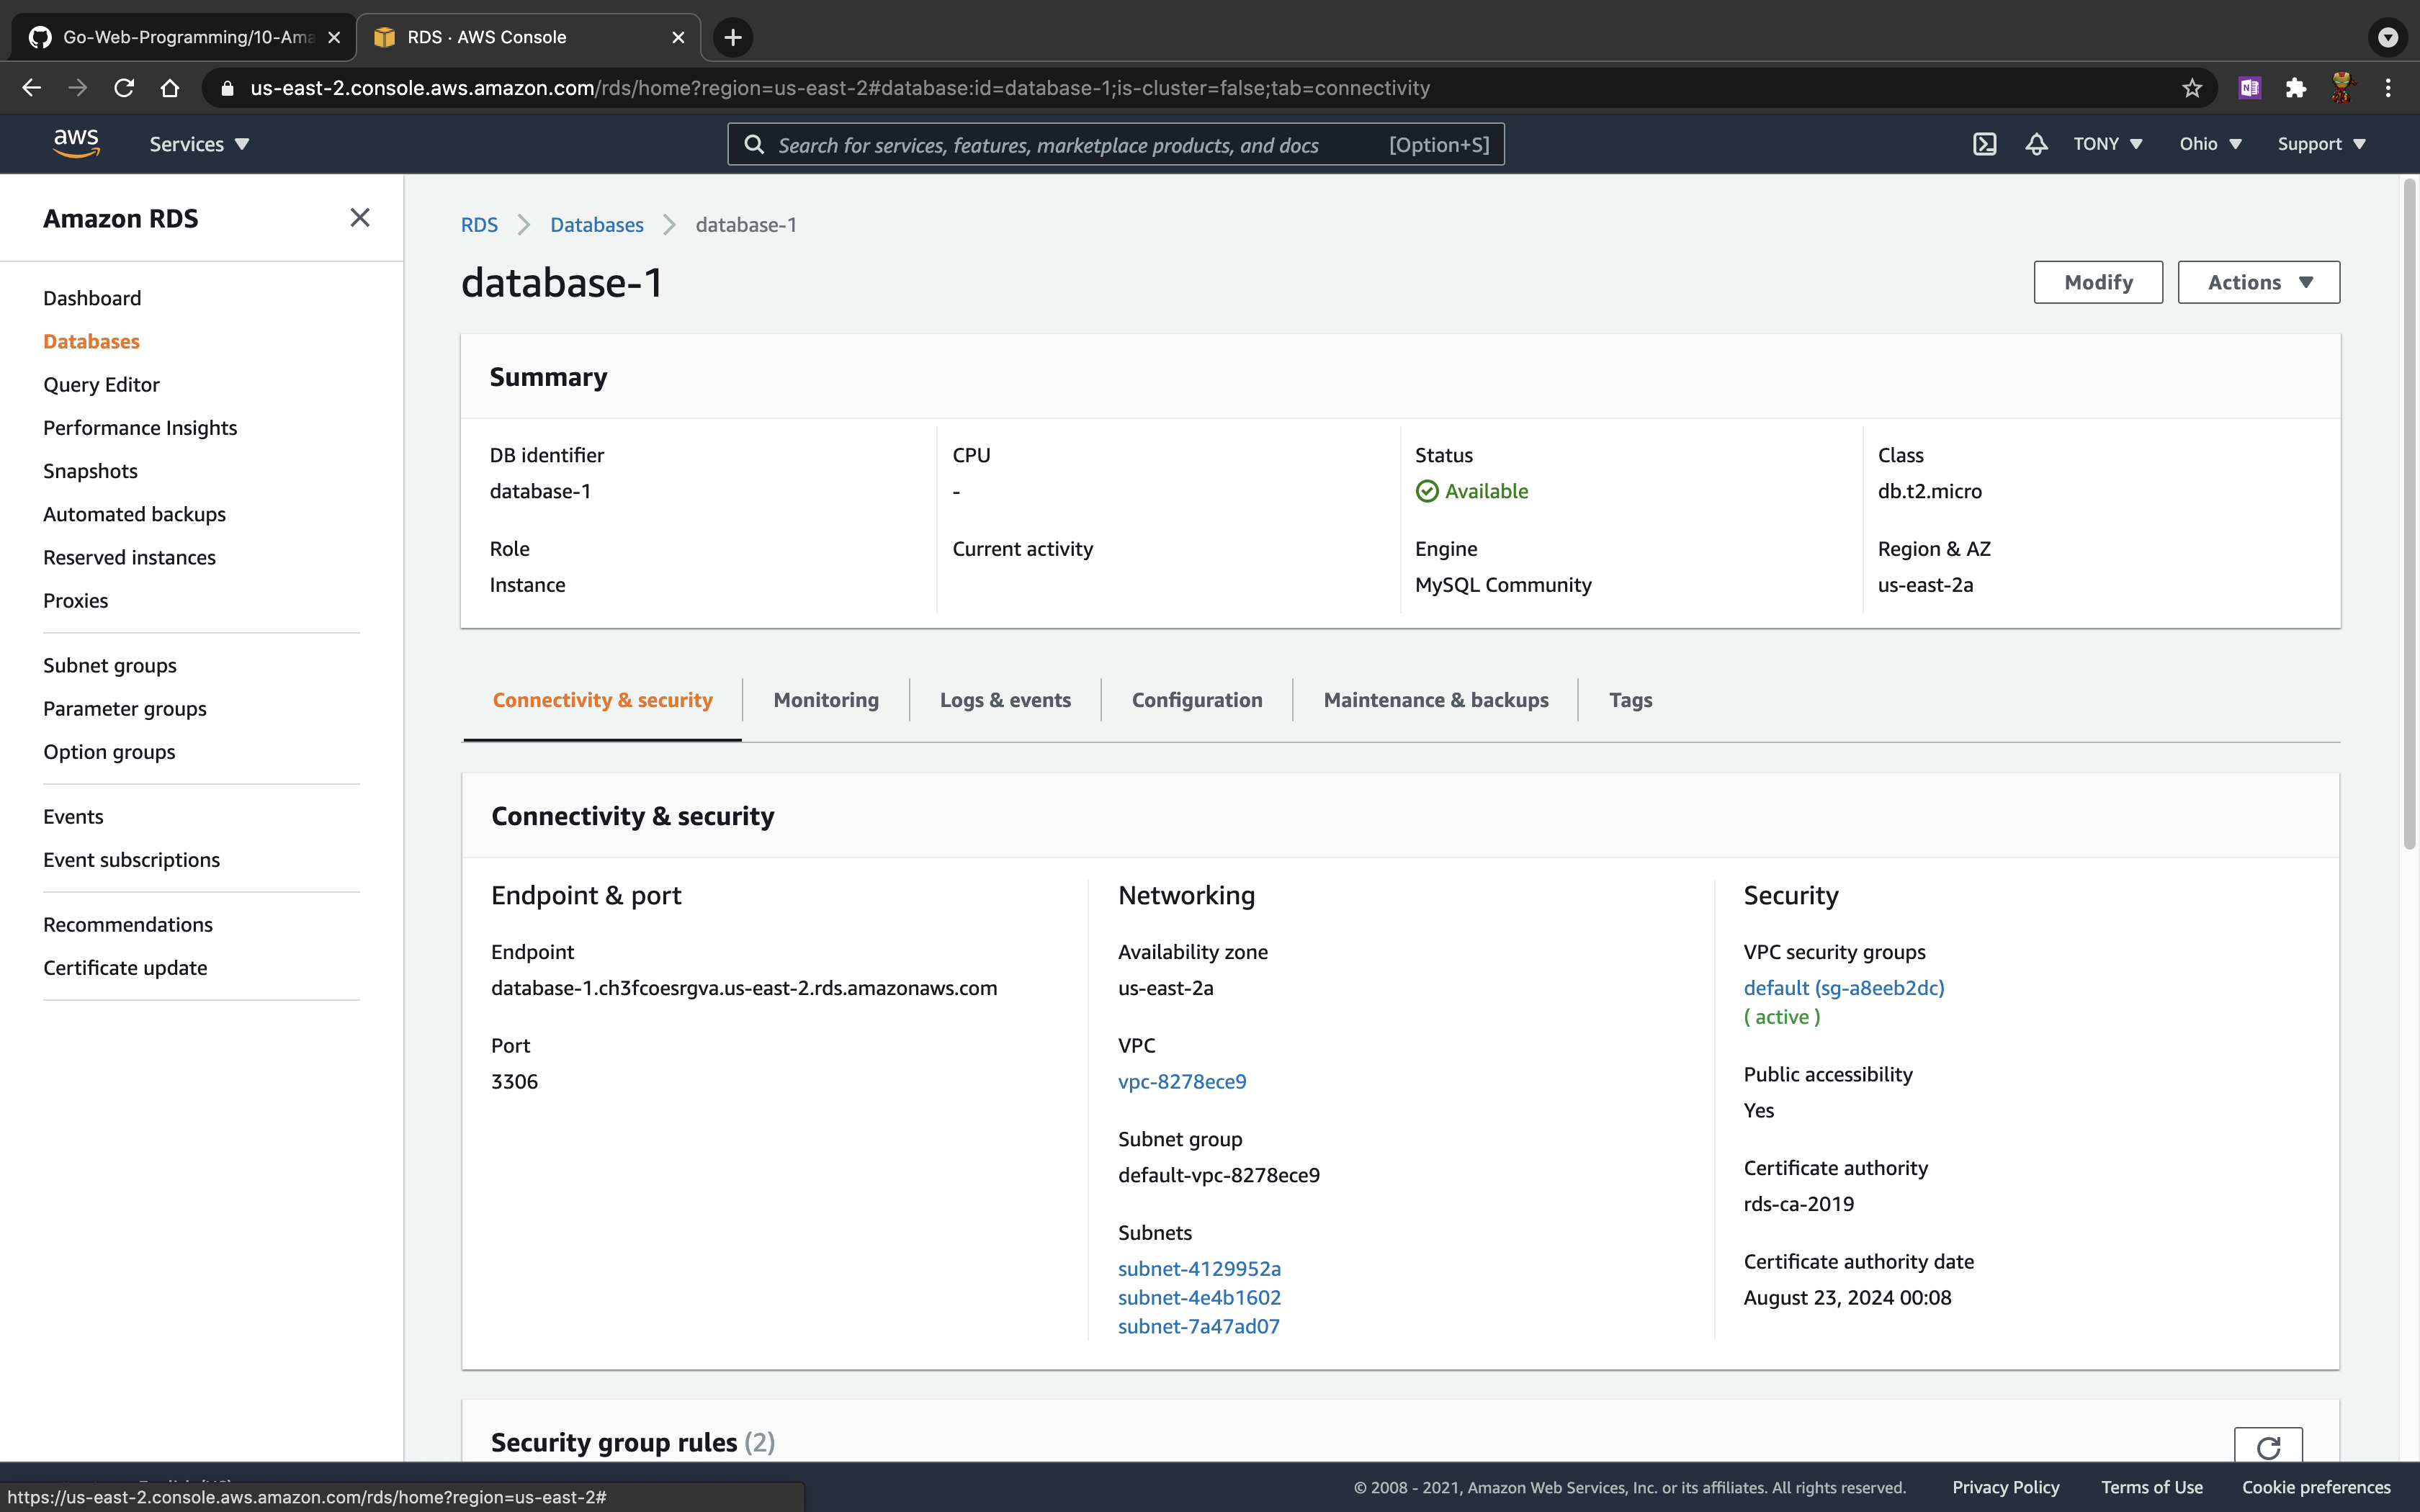 Go-Web-Programming/10-Ama
RDS · AWS Console
us-east-2.console.aws.amazon.com/rds/home?region=us-east-2#database:id=database-1;is-cluster=false;tab=connectivity
aws
Services
Search for services, features, marketplace products, and docs
[Option+S]
TONY
Ohio
Support
Amazon RDS
Dashboard
Databases
Query Editor
Performance Insights
Snapshots
Automated backups
Reserved instances
Proxies
Subnet groups
Parameter groups
Option groups
Events
Event subscriptions
Recommendations
Certificate update
RDS
Databases
database-1
database-1
Modify
Actions
Summary
DB identifier
database-1
Role
Instance
CPU
-
Current activity
Status
Available
Engine
MySQL Community
Class
db.t2.micro
Region & AZ
us-east-2a
Connectivity & security
Monitoring
Logs & events
Configuration
Maintenance & backups
Tags
Connectivity & security
Endpoint & port
Endpoint
database-1.ch3fcoesrgva.us-east-2.rds.amazonaws.com
Port
3306
Networking
Availability zone
us-east-2a
VPC
vpc-8278ece9
Subnet group
default-vpc-8278ece9
Subnets
subnet-4129952a
subnet-4e4b1602
subnet-7a47ad07
Security
VPC security groups
default (sg-a8eeb2dc)
( active )
Public accessibility
Yes
Certificate authority
rds-ca-2019
Certificate authority date
August 23, 2024 00:08
Security group rules (2)
© 2008 - 2021, Amazon Web Services, Inc. or its affiliates. All rights reserved.
Privacy Policy
Terms of Use
Cookie preferences
https://us-east-2.console.aws.amazon.com/rds/home?region=us-east-2#